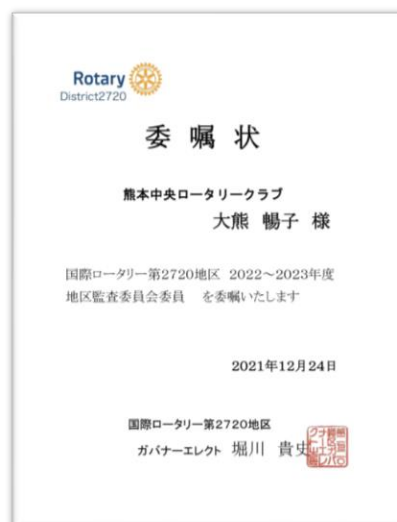 Rotary
District2720
委嘱状
熊本中央ロータリークラブ
大熊 暢子 様
国際ロータリー第2720地区 2022～2023年度
地区監査委員会委員 を委嘱いたします
2021年12月24日
国際ロータリー第2720地区
ガバナーエレクト 堀川 貴史